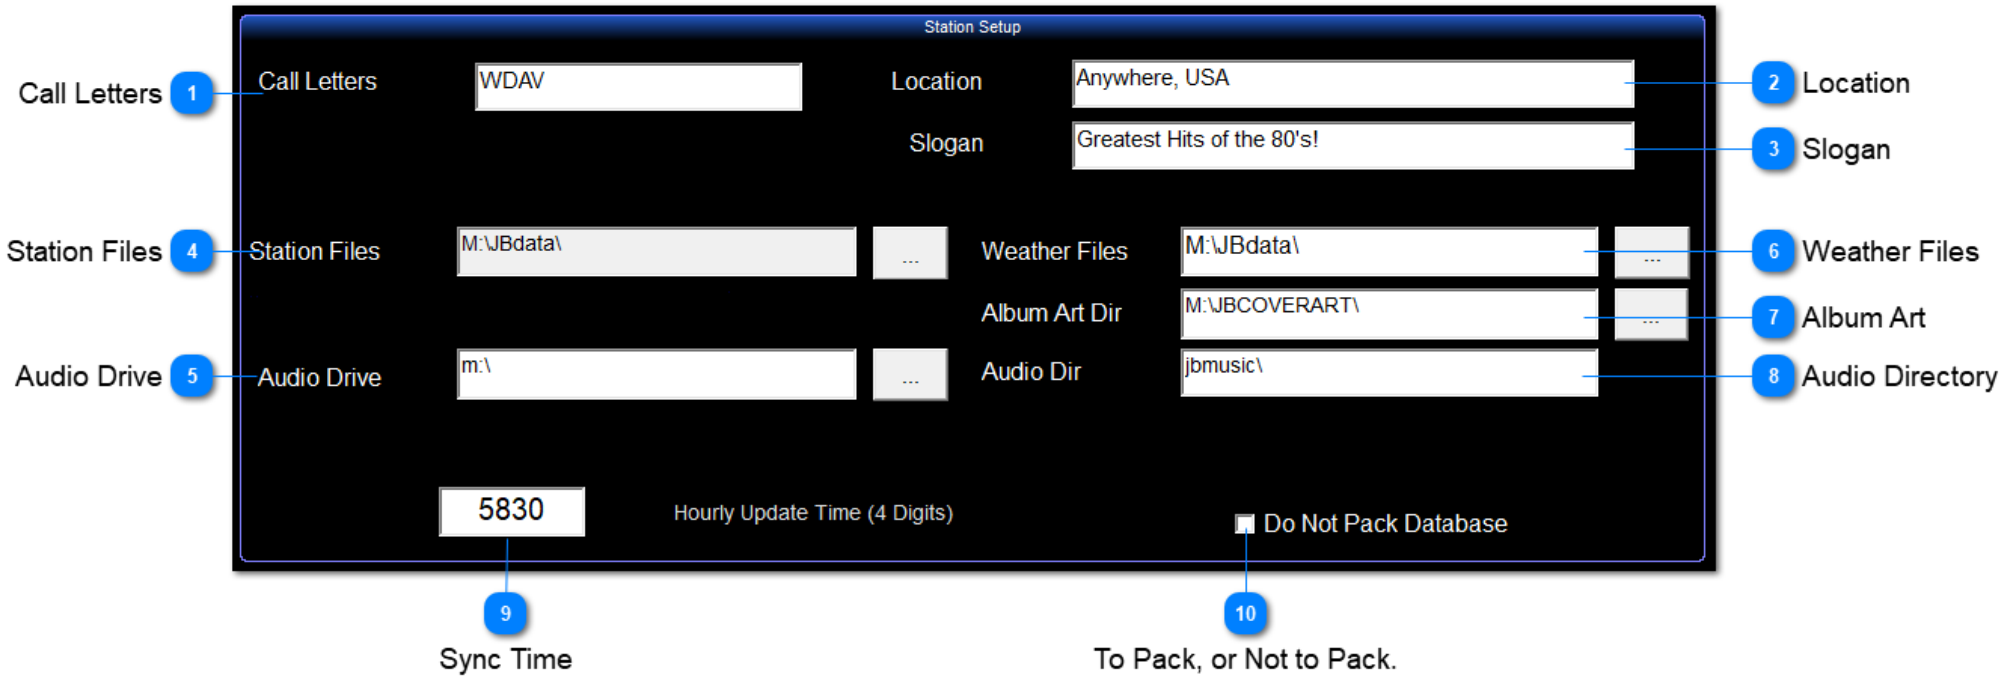 Station Setup
Call Letters 1 Call Letters WDAV Location Anywhere, USA 2 Location
Slogan Greatest Hits of the 80's! 3 Slogan
Station Files 4 Station Files M:\JBdata\ ... Weather Files M:\JBdata\ ... 6 Weather Files
Album Art Dir M:\JBCOVERART\ ... 7 Album Art
Audio Drive 5 Audio Drive m:\ ... Audio Dir jbmusic\ 8 Audio Directory
5830 Hourly Update Time (4 Digits) Do Not Pack Database
9 10
Sync Time To Pack, or Not to Pack.